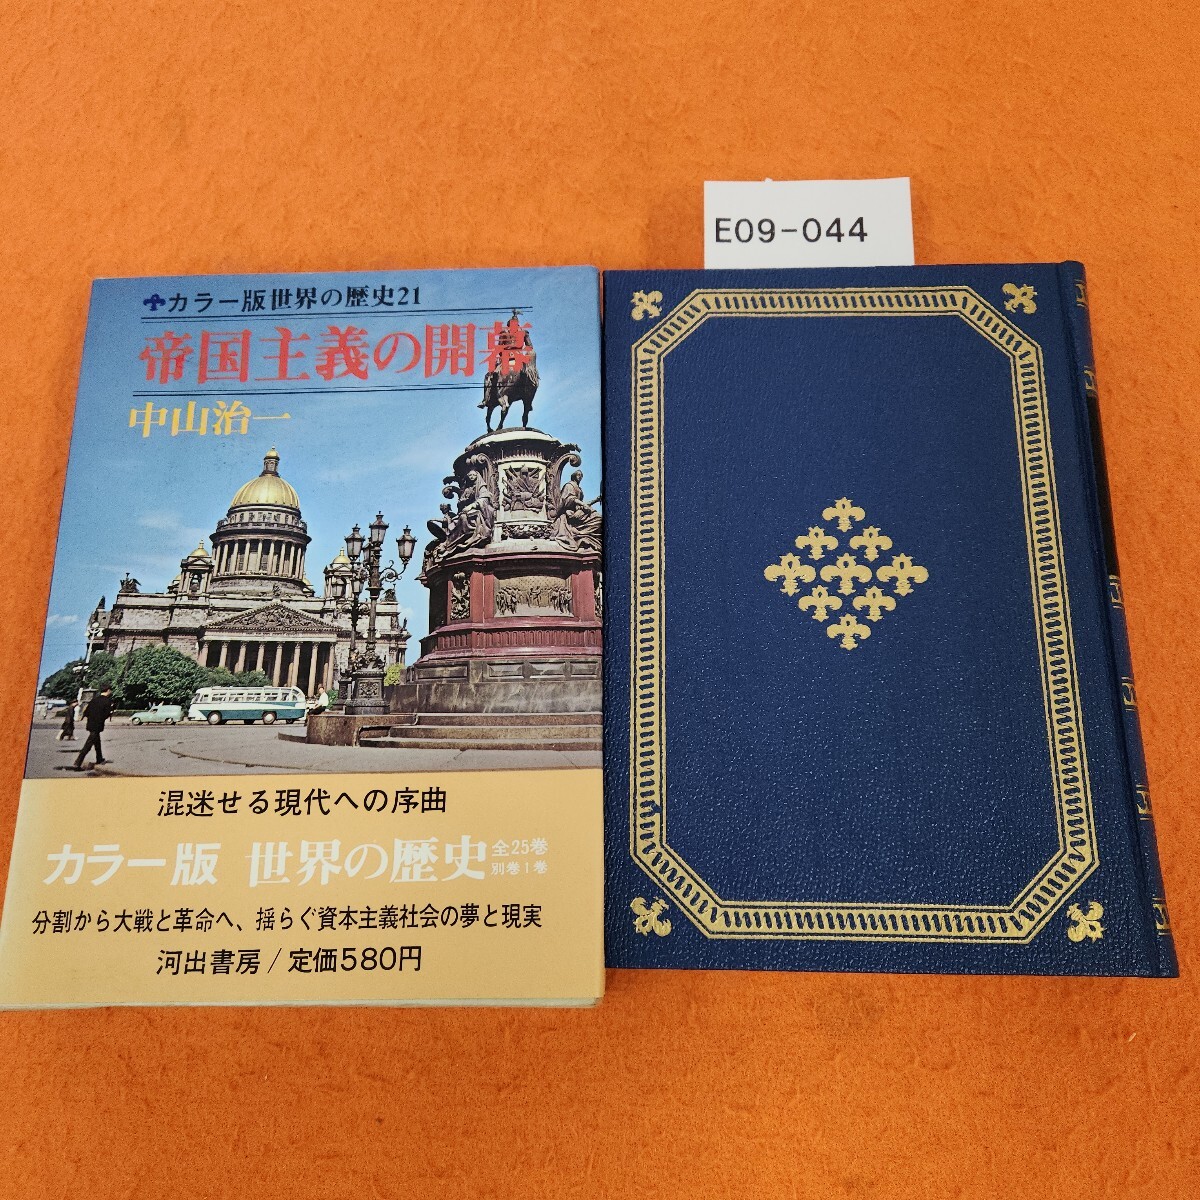 E09-044
カラー版世界の歴史21
帝国主義の開幕
中山治一
混迷せる現代への序曲
カラー版 世界の歴史 全25巻 別巻1巻
分割から大戦と革命へ、揺らぐ資本主義社会の夢と現実
河出書房/定価580円